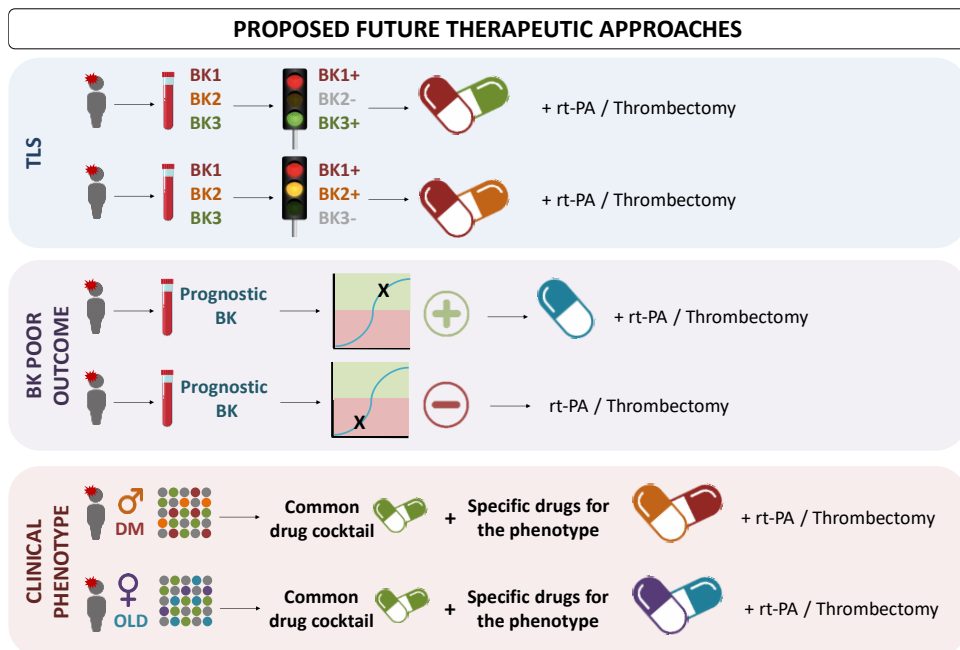 PROPOSED FUTURE THERAPEUTIC APPROACHES
TLS
BK1
BK2
BK3
BK1+
BK2-
BK3+
+ rt-PA / Thrombectomy
BK1
BK2
BK3
BK1+
BK2+
BK3-
+ rt-PA / Thrombectomy
BK POOR
OUTCOME
Prognostic
BK
X
+ rt-PA / Thrombectomy
Prognostic
BK
X
rt-PA / Thrombectomy
CLINICAL
PHENOTYPE
DM
Common
drug cocktail
+
Specific drugs for
the phenotype
+ rt-PA / Thrombectomy
OLD
Common
drug cocktail
+
Specific drugs for
the phenotype
+ rt-PA / Thrombectomy